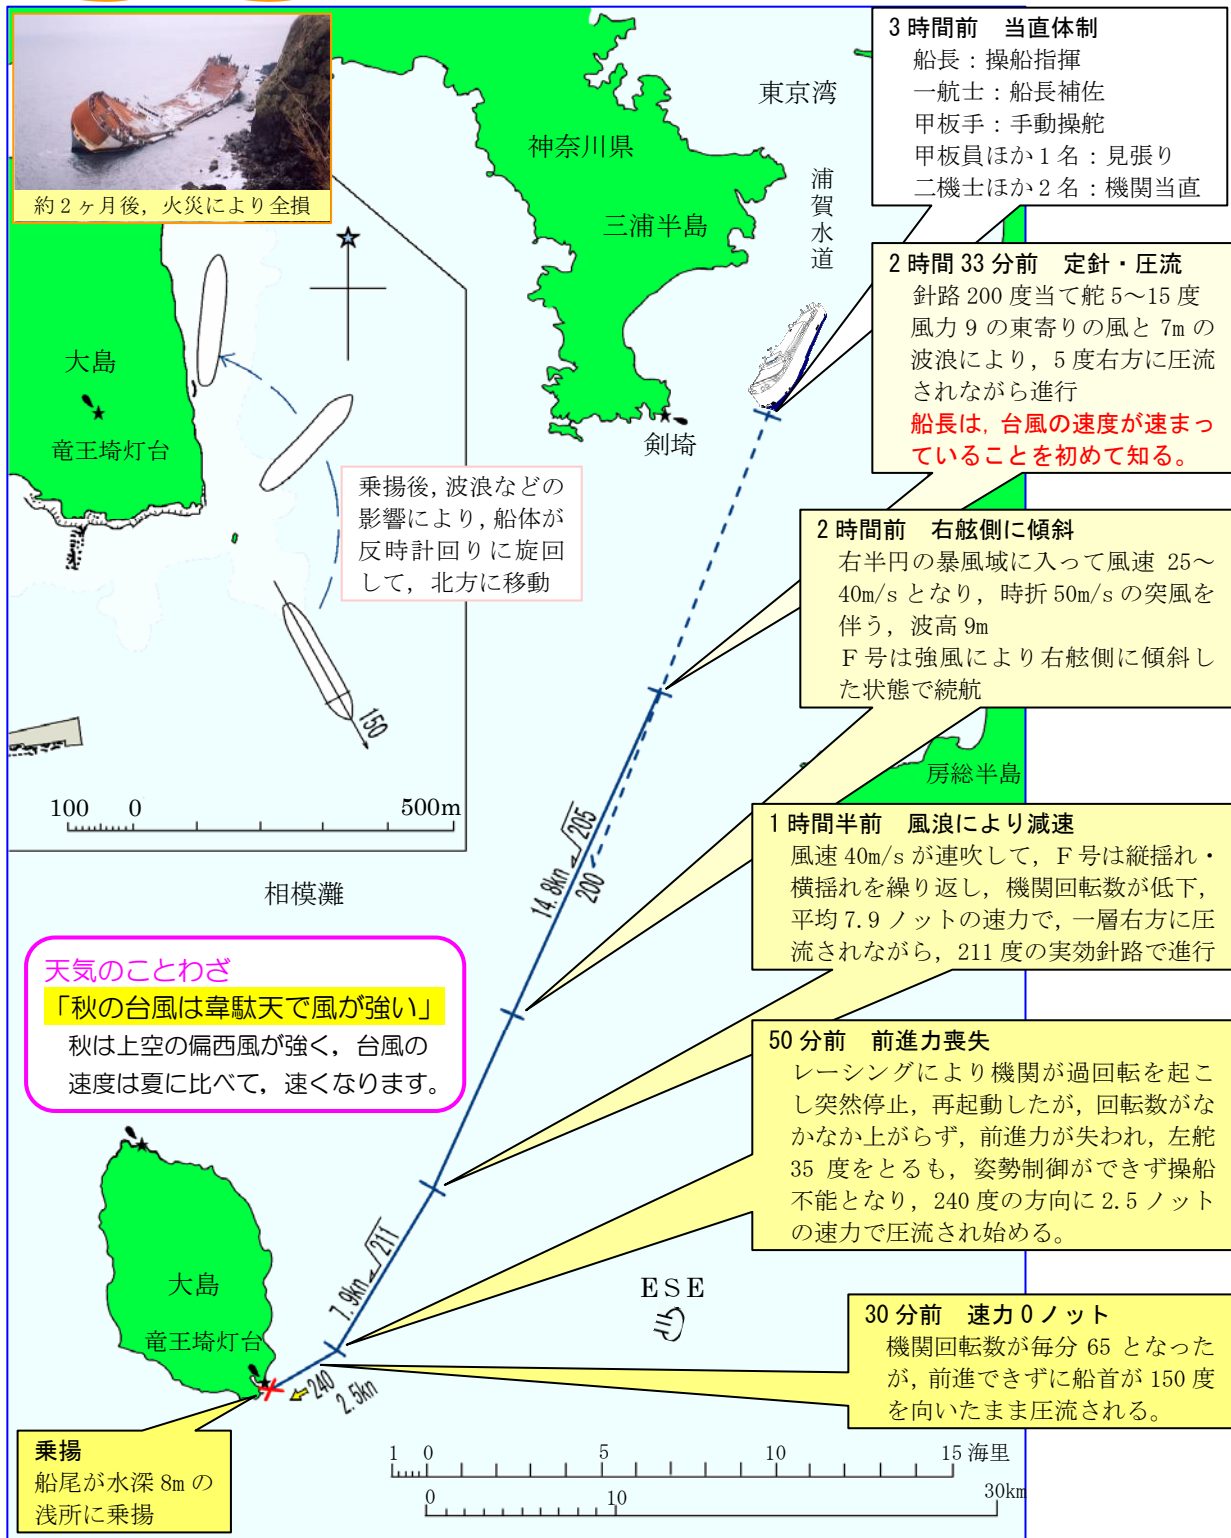 約２ヶ月後，火災により全損
東京湾
神奈川県
三浦半島
浦賀水道
剣埼
房総半島
相模灘
大島
竜王埼灯台
乗揚後，波浪などの
影響により，船体が
反時計回りに旋回
して，北方に移動
150
100 0 500m
3 時間前 当直体制
船長：操船指揮
一航士：船長補佐
甲板手：手動操舵
甲板員ほか１名：見張り
二機士ほか２名：機関当直
2 時間 33 分前 定針・圧流
針路 200 度当て舵 5～15 度
風力 9 の東寄りの風と 7m の
波浪により，5 度右方に圧流
されながら進行
船長は，台風の速度が速まっ
ていることを初めて知る。
2 時間前 右舷側に傾斜
右半円の暴風域に入って風速 25～
40m/s となり，時折 50m/s の突風を
伴う，波高 9m
Ｆ号は強風により右舷側に傾斜し
た状態で続航
14.8kn 205
200
1 時間半前 風浪により減速
風速 40m/s が連吹して，Ｆ号は縦揺れ・
横揺れを繰り返し，機関回転数が低下，
平均 7.9 ノットの速力で，一層右方に圧
流されながら，211 度の実効針路で進行
天気のことわざ
「秋の台風は韋駄天で風が強い」
秋は上空の偏西風が強く，台風の
速度は夏に比べて，速くなります。
50 分前 前進力喪失
レーシングにより機関が過回転を起こ
し突然停止，再起動したが，回転数がな
かなか上がらず，前進力が失われ，左舵
35 度をとるも，姿勢制御ができず操船
不能となり，240 度の方向に 2.5 ノット
の速力で圧流され始める。
7.9kn 211
ＥＳＥ
大島
竜王埼灯台
240
2.5kn
30 分前 速力 0 ノット
機関回転数が毎分 65 となった
が，前進できずに船首が 150 度
を向いたまま圧流される。
乗揚
船尾が水深 8m の
浅所に乗揚
1 0 5 10 15 海里
0 10 30km